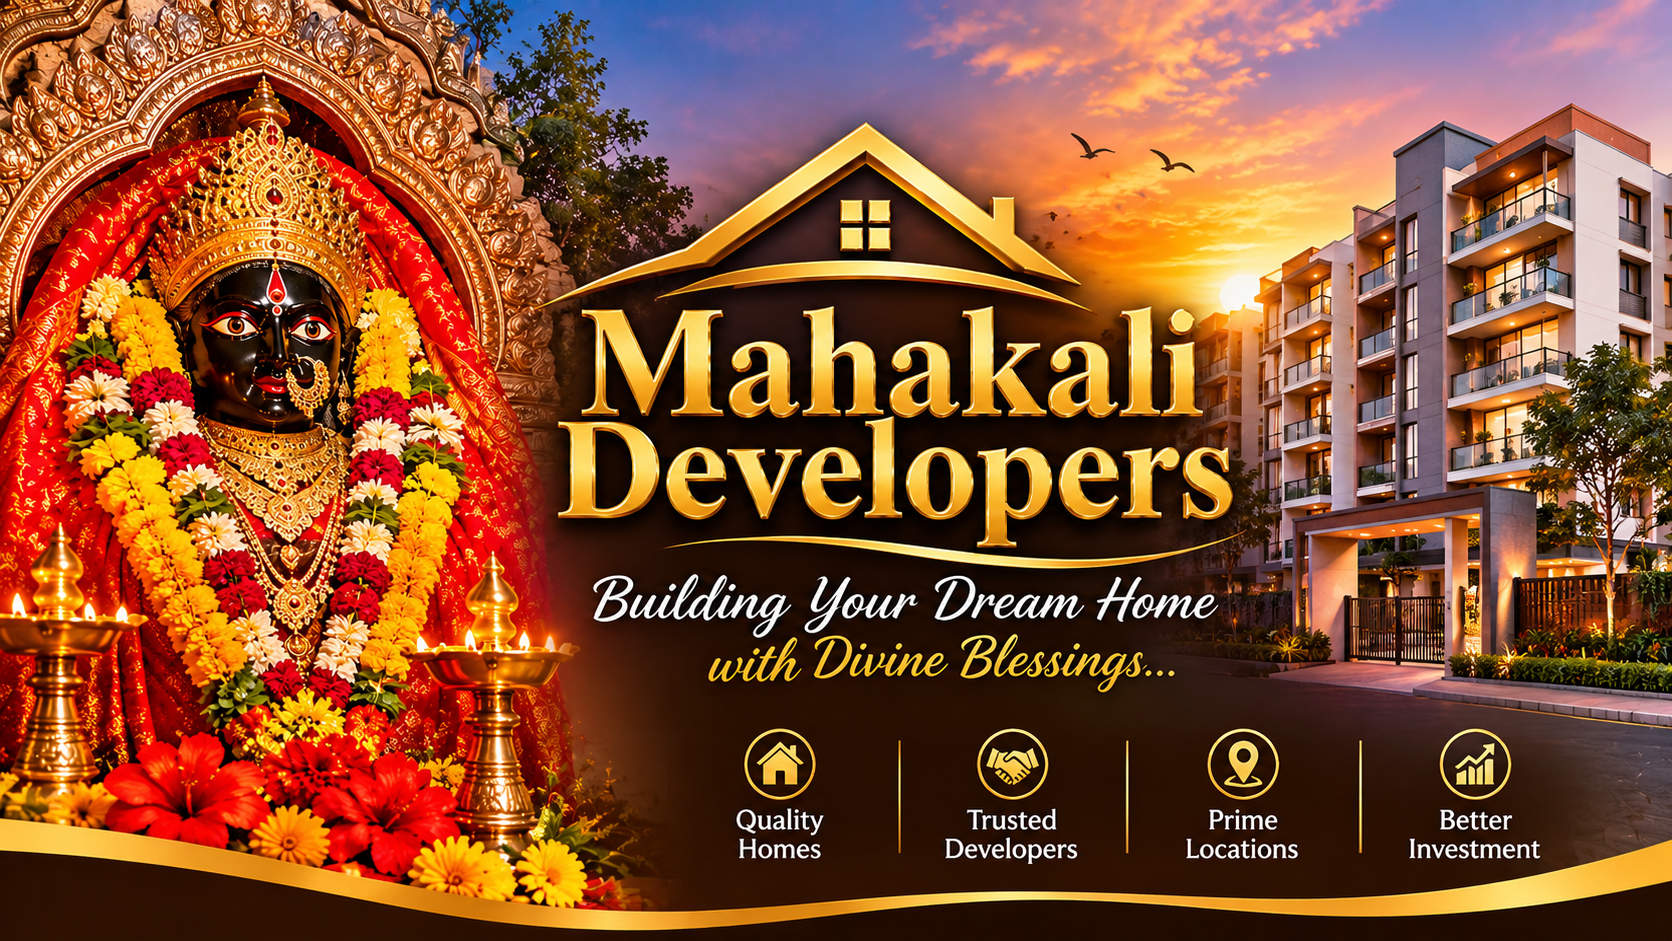 Mahakali
Developers
Building Your Dream Home
with Divine Blessings...
Quality
Homes
Trusted
Developers
Prime
Locations
Better
Investment